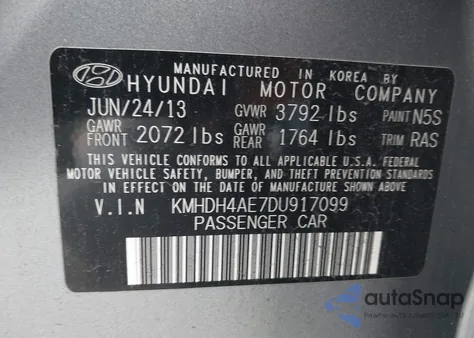 MANUFACTURED IN KOREA BY
HYUNDAI MOTOR COMPANY
JUN/24/13 GVWR 3792 lbs PAINT N5S
GAWR FRONT 2072 lbs GAWR REAR 1764 lbs TRIM RAS
THIS VEHICLE CONFORMS TO ALL APPLICABLE U.S.A. FEDERAL
MOTOR VEHICLE SAFETY, BUMPER, AND THEFT PREVENTION STANDARDS
IN EFFECT ON THE DATE OF MANUFACTURE SHOWN ABOVE.
V.I.N KMHDH4AE7DU917099
PASSENGER CAR
autoSnap